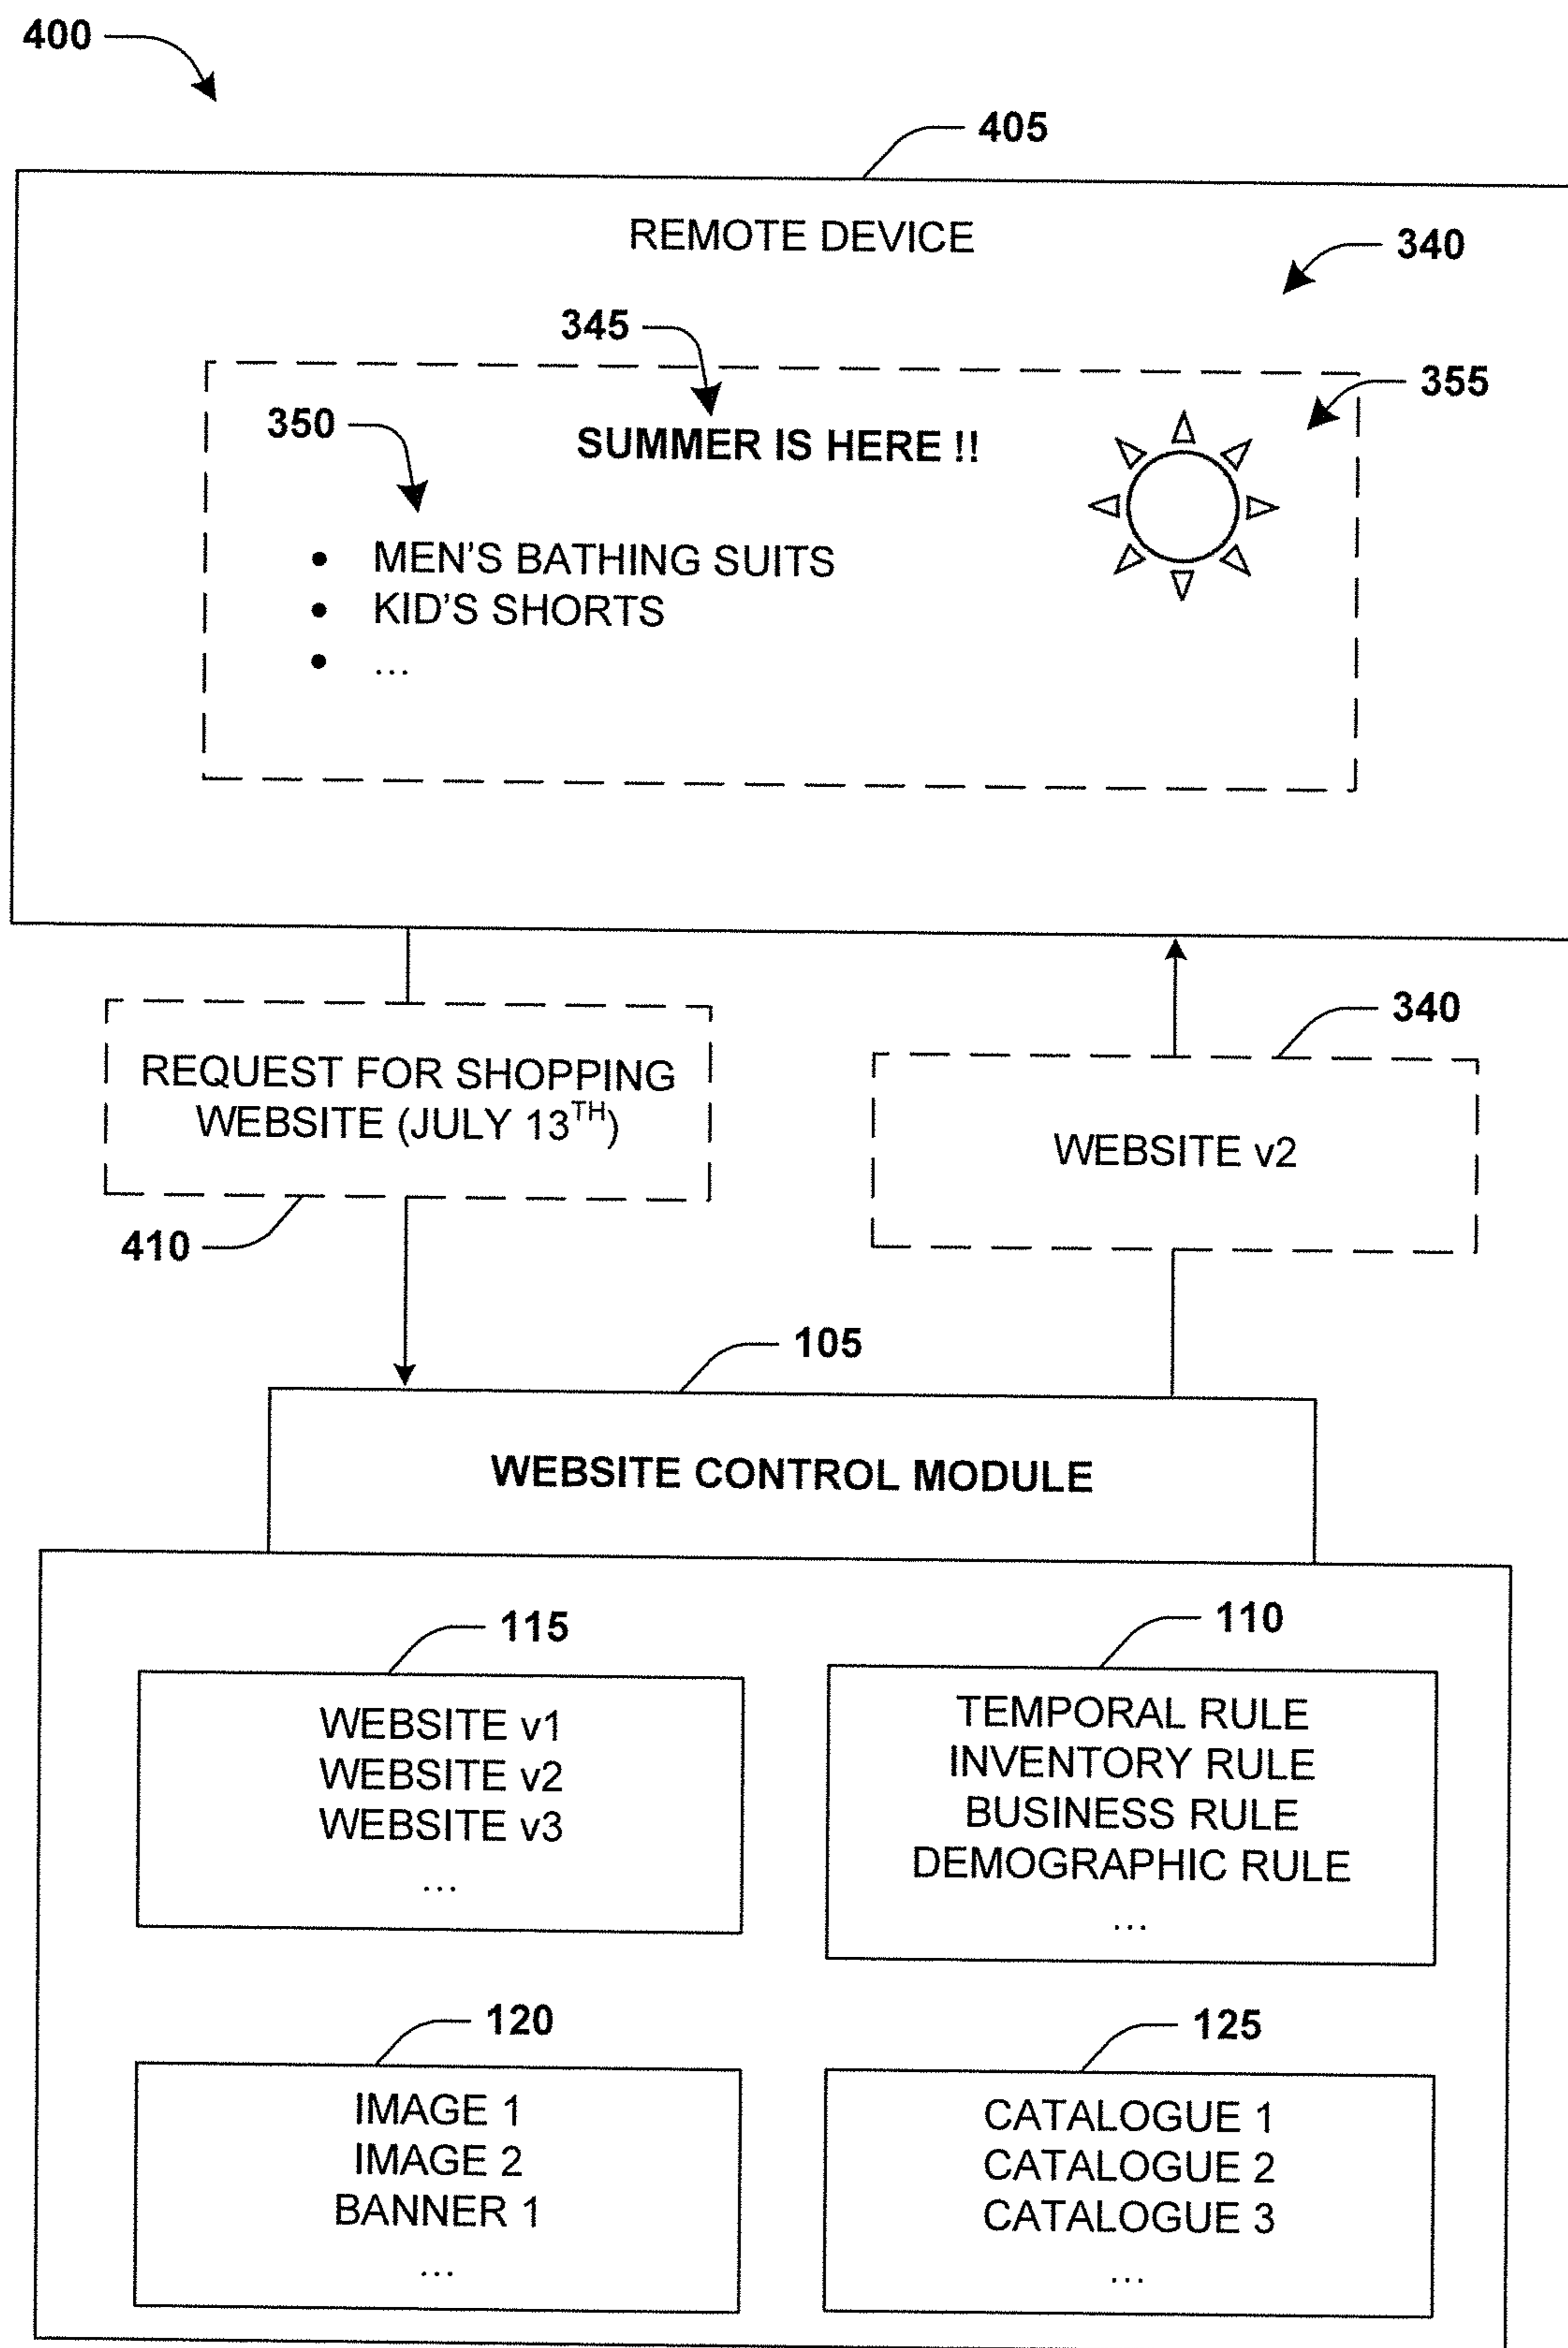 400
405
REMOTE DEVICE
340
345
355
350
SUMMER IS HERE !!
• MEN'S BATHING SUITS
• KID'S SHORTS
• ...
REQUEST FOR SHOPPING
WEBSITE (JULY 13TH)
410
340
WEBSITE v2
105
WEBSITE CONTROL MODULE
115
WEBSITE v1
WEBSITE v2
WEBSITE v3
...
110
TEMPORAL RULE
INVENTORY RULE
BUSINESS RULE
DEMOGRAPHIC RULE
...
120
IMAGE 1
IMAGE 2
BANNER 1
...
125
CATALOGUE 1
CATALOGUE 2
CATALOGUE 3
...